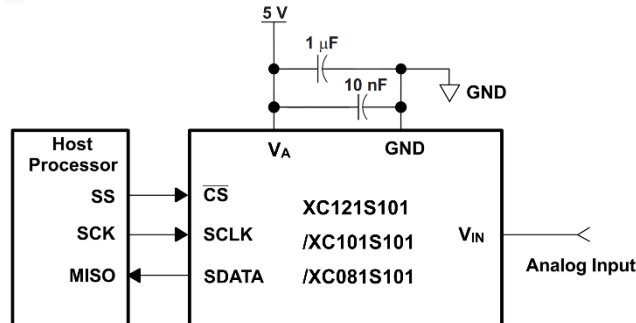 5 V
1 μF
10 nF
GND
Host
Processor
VA
GND
SS
CS
XC121S101
SCK
SCLK
/XC101S101
VIN
MISO
SDATA
/XC081S101
Analog Input